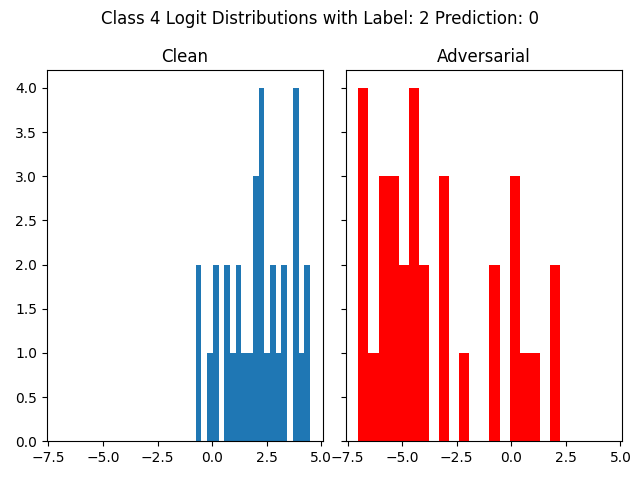 Class 4 Logit Distributions with Label: 2 Prediction: 0
Clean
Adversarial
4.0
3.5
3.0
2.5
2.0
1.5
1.0
0.5
0.0
−7.5 −5.0 −2.5 0.0 2.5 5.0
−7.5 −5.0 −2.5 0.0 2.5 5.0